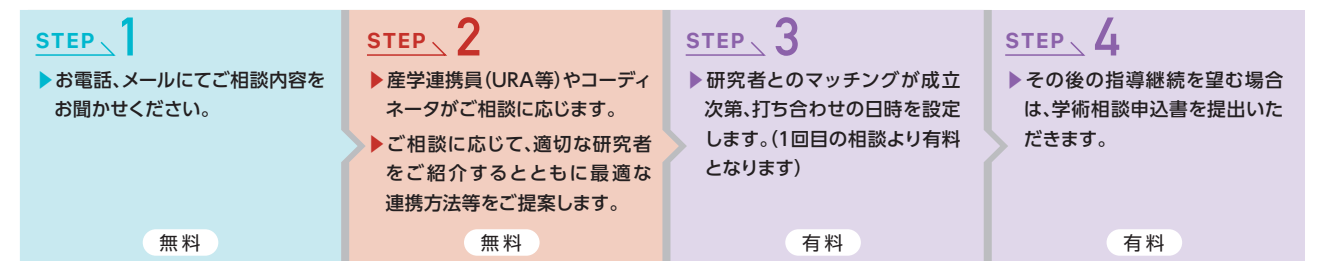 STEP 1
▶お電話、メールにてご相談内容を
お聞かせください。
無料
STEP 2
▶産学連携員(URA等)やコーディ
ネータがご相談に応じます。
▶ご相談に応じて、適切な研究者
をご紹介するとともに最適な
連携方法等をご提案します。
無料
STEP 3
▶研究者とのマッチングが成立
次第、打ち合わせの日時を設定
します。(1回目の相談より有料
となります)
有料
STEP 4
▶その後の指導継続を望む場合
は、学術相談申込書を提出いた
だきます。
有料